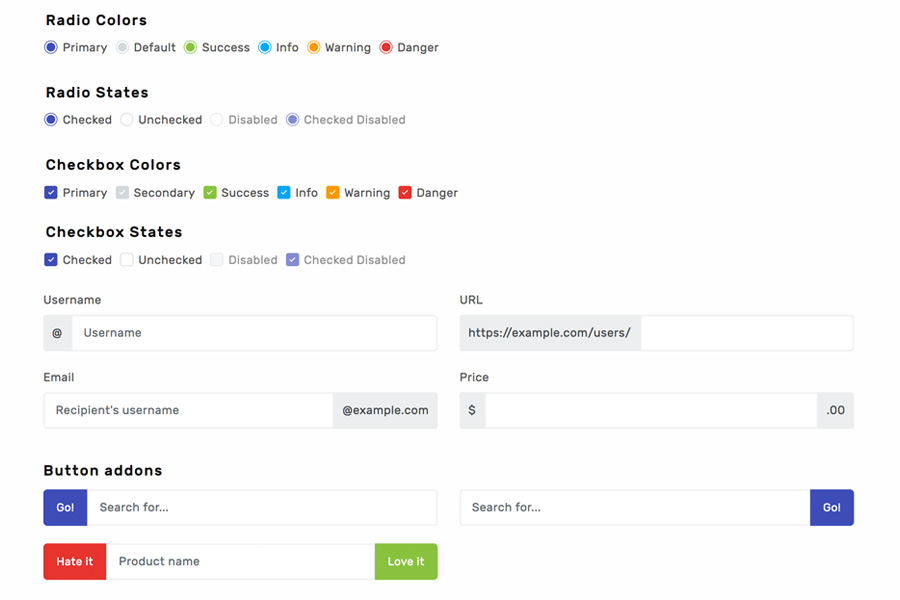 Radio Colors
Primary Default Success Info Warning Danger
Radio States
Checked Unchecked Disabled Checked Disabled
Checkbox Colors
Primary Secondary Success Info Warning Danger
Checkbox States
Checked Unchecked Disabled Checked Disabled
Username URL
@ Username https://example.com/users/
Email Price
Recipient's username @example.com $ .00
Button addons
Go! Search for... Search for... Go!
Hate it Product name Love it